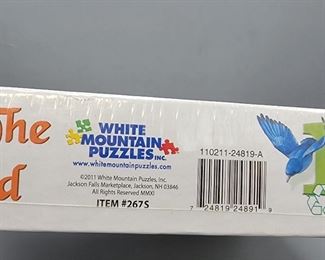 The
d
WHITE
MOUNTAIN
PUZZLES INC.
www.whitemountainpuzzles.com
©2011 White Mountain Puzzles, Inc.
Jackson Falls Marketplace, Jackson, NH 03846
All Rights Reserved MMXI
ITEM #267S
110211-24819-A
7 24819 24891 9